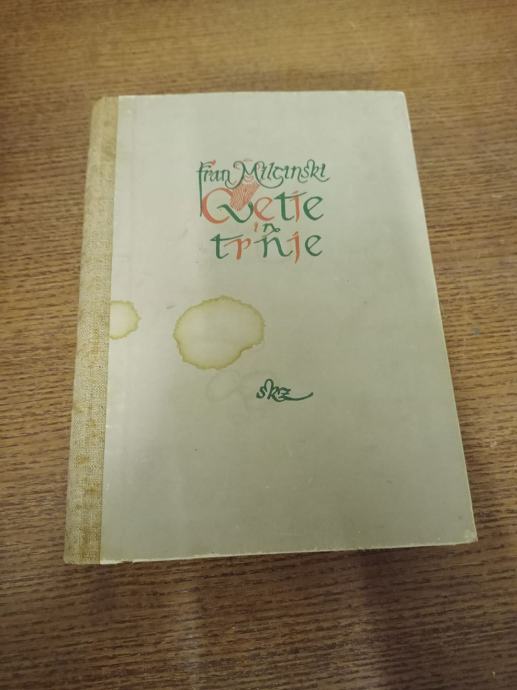 Fran Milčinski
Cvetje
in
trnje
SKZ